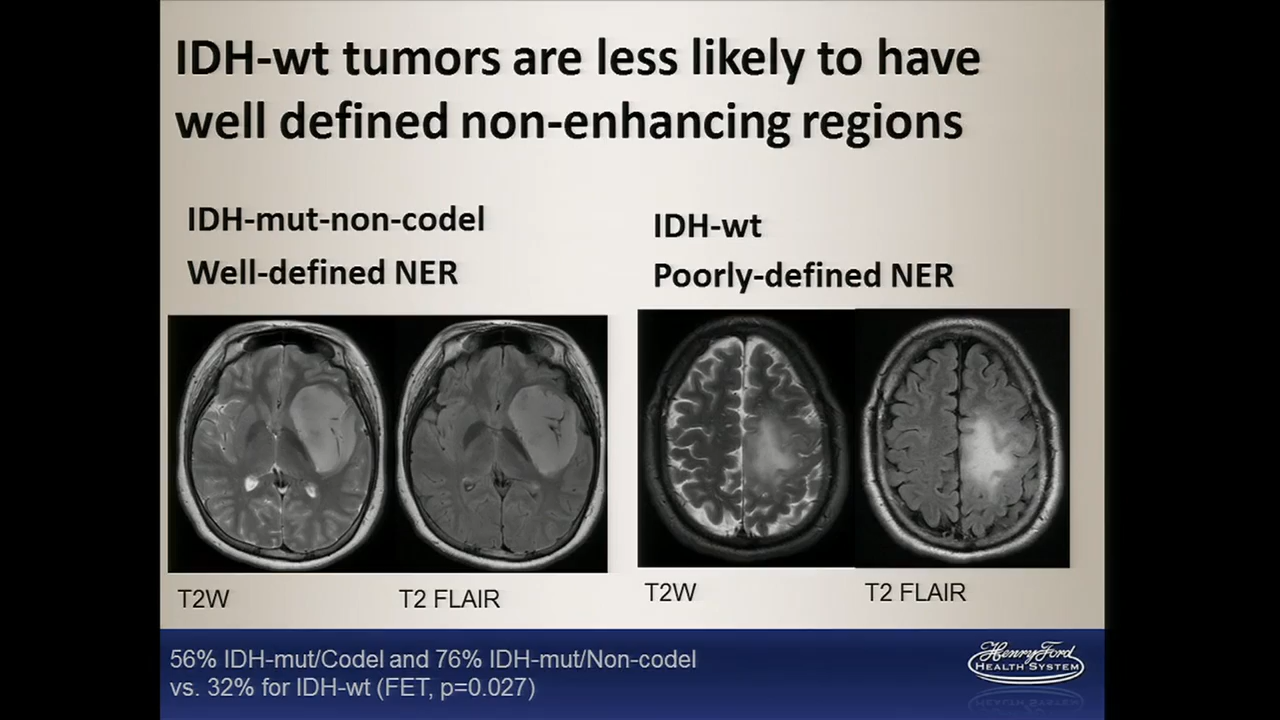 IDH-wt tumors are less likely to have
well defined non-enhancing regions
IDH-mut-non-codel
Well-defined NER
IDH-wt
Poorly-defined NER
T2W
T2 FLAIR
T2W
T2 FLAIR
56% IDH-mut/Codel and 76% IDH-mut/Non-codel
vs. 32% for IDH-wt (FET, p=0.027)
Henry Ford
HEALTH SYSTEM